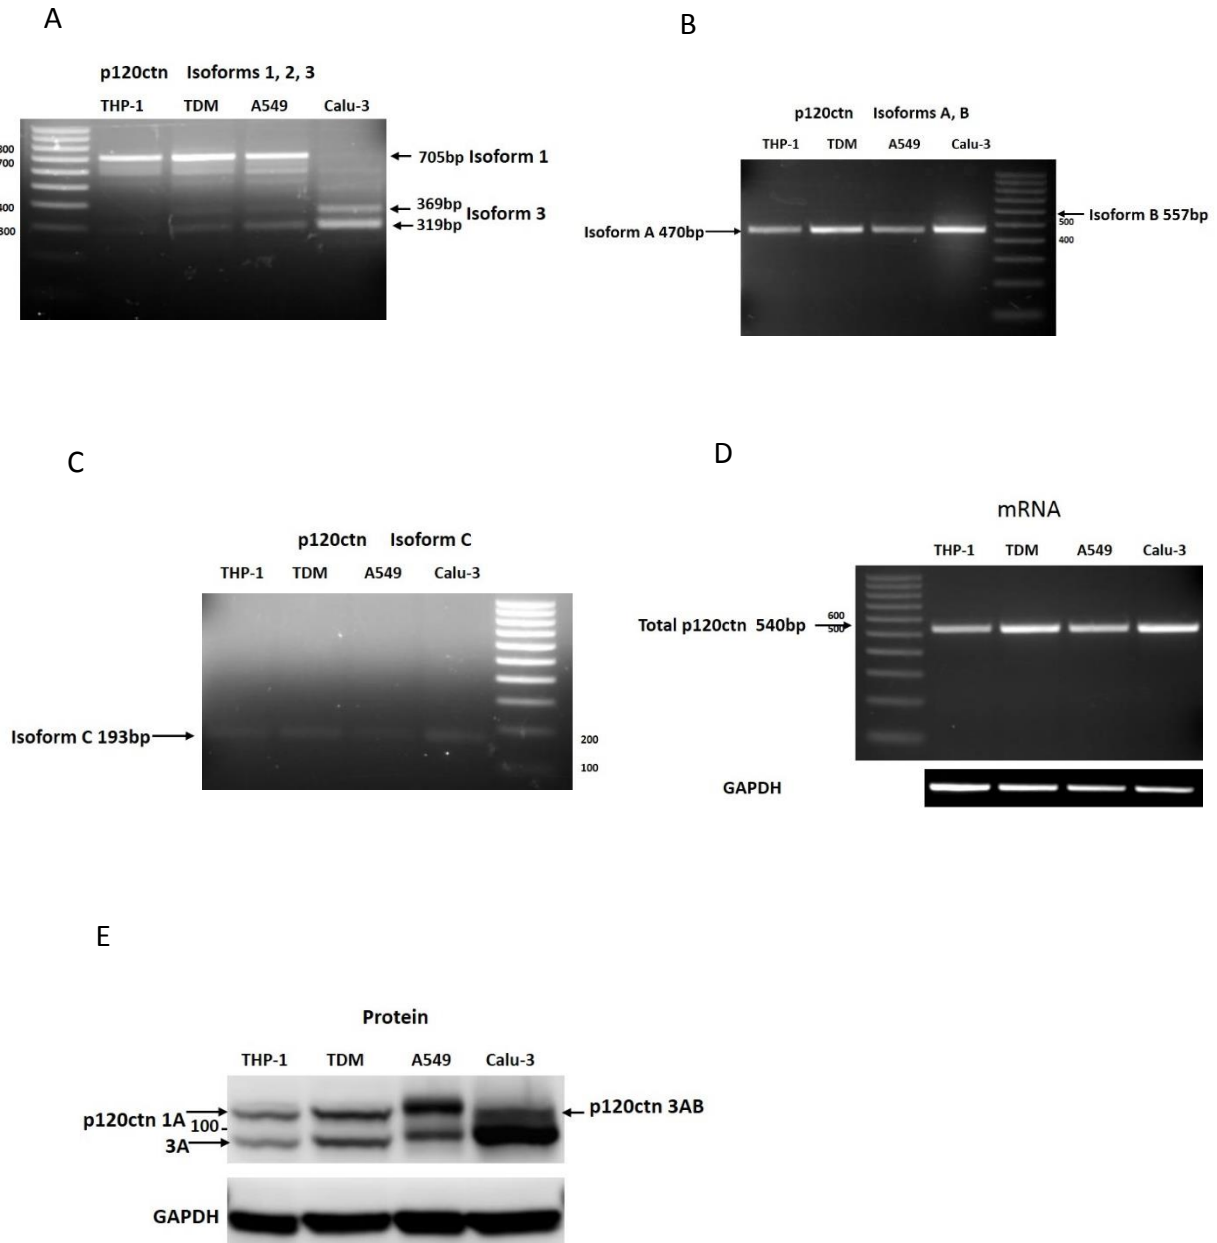 A
p120ctn Isoforms 1, 2, 3
THP-1 TDM A549 Calu-3
700
705bp Isoform 1
400
369bp
Isoform 3
300
319bp
B
p120ctn Isoforms A, B
THP-1 TDM A549 Calu-3
Isoform B 557bp
500
Isoform A 470bp
400
C
p120ctn Isoform C
THP-1 TDM A549 Calu-3
Isoform C 193bp
200
100
D
mRNA
THP-1 TDM A549 Calu-3
600
Total p120ctn 540bp
500
GAPDH
E
Protein
THP-1 TDM A549 Calu-3
p120ctn 3AB
p120ctn 1A
100
3A
GAPDH